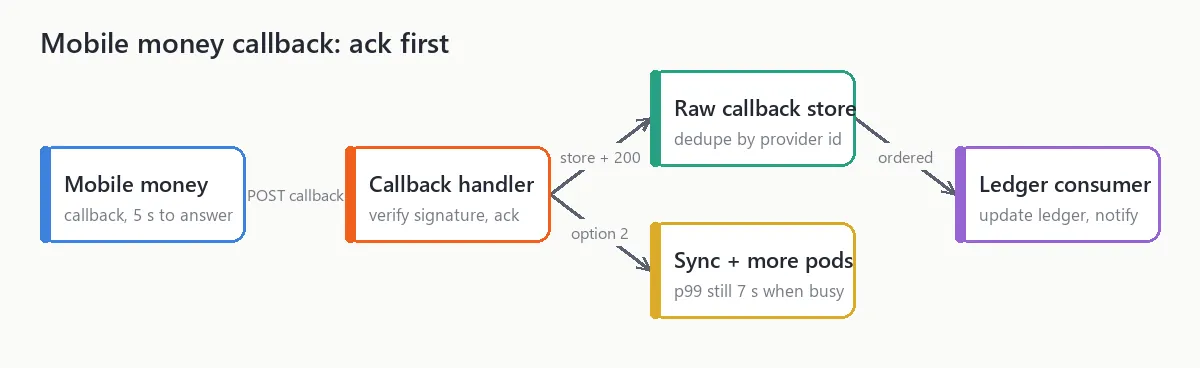 Mobile money callback: ack first
Mobile money
callback, 5 s to answer
POST callback
Callback handler
verify signature, ack
store + 200
option 2
Raw callback store
dedupe by provider id
Sync + more pods
p99 still 7 s when busy
ordered
Ledger consumer
update ledger, notify